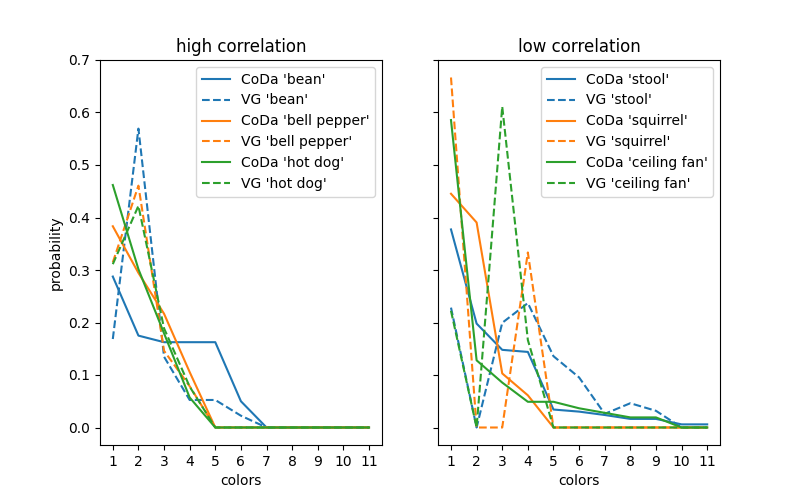 high correlation
0.7
0.6
0.5
0.4
0.3
0.2
0.1
0.0
probability
CoDa 'bean'
VG 'bean'
CoDa 'bell pepper'
VG 'bell pepper'
CoDa 'hot dog'
VG 'hot dog'
1 2 3 4 5 6 7 8 9 10 11
colors
low correlation
CoDa 'stool'
VG 'stool'
CoDa 'squirrel'
VG 'squirrel'
CoDa 'ceiling fan'
VG 'ceiling fan'
1 2 3 4 5 6 7 8 9 10 11
colors